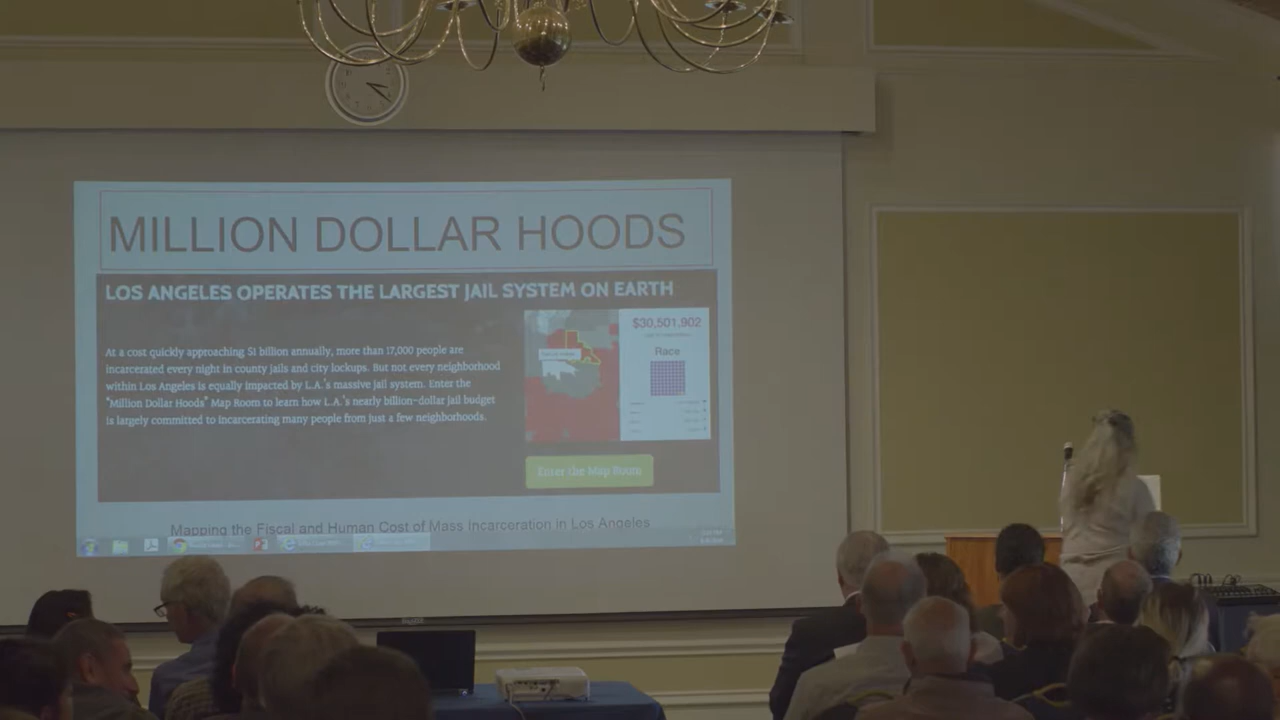 MILLION DOLLAR HOODS
LOS ANGELES OPERATES THE LARGEST JAIL SYSTEM ON EARTH
At a cost quickly approaching $1 billion annually, more than 17,000 people are
incarcerated every night in county jails and city lockups. But not every neighborhood
within Los Angeles is equally impacted by L.A.'s massive jail system. Enter the
"Million Dollar Hoods" Map Room to learn how L.A.'s nearly billion-dollar jail budget
is largely committed to incarcerating many people from just a few neighborhoods.
$30,501,902
Race
Enter the Map Room
Mapping the Fiscal and Human Cost of Mass Incarceration in Los Angeles